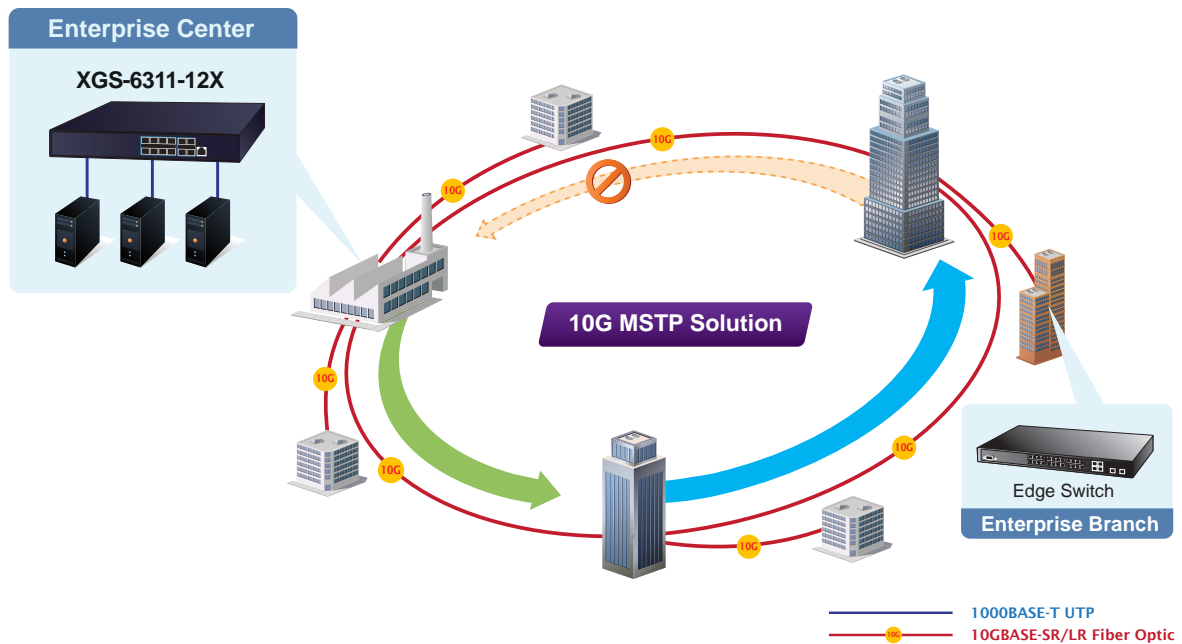 Enterprise Center
XGS-6311-12X
10G
10G
10G
10G
10G MSTP Solution
10G
10G
10G
10G
Edge Switch
Enterprise Branch
1000BASE-T UTP
10G
10GBASE-SR/LR Fiber Optic